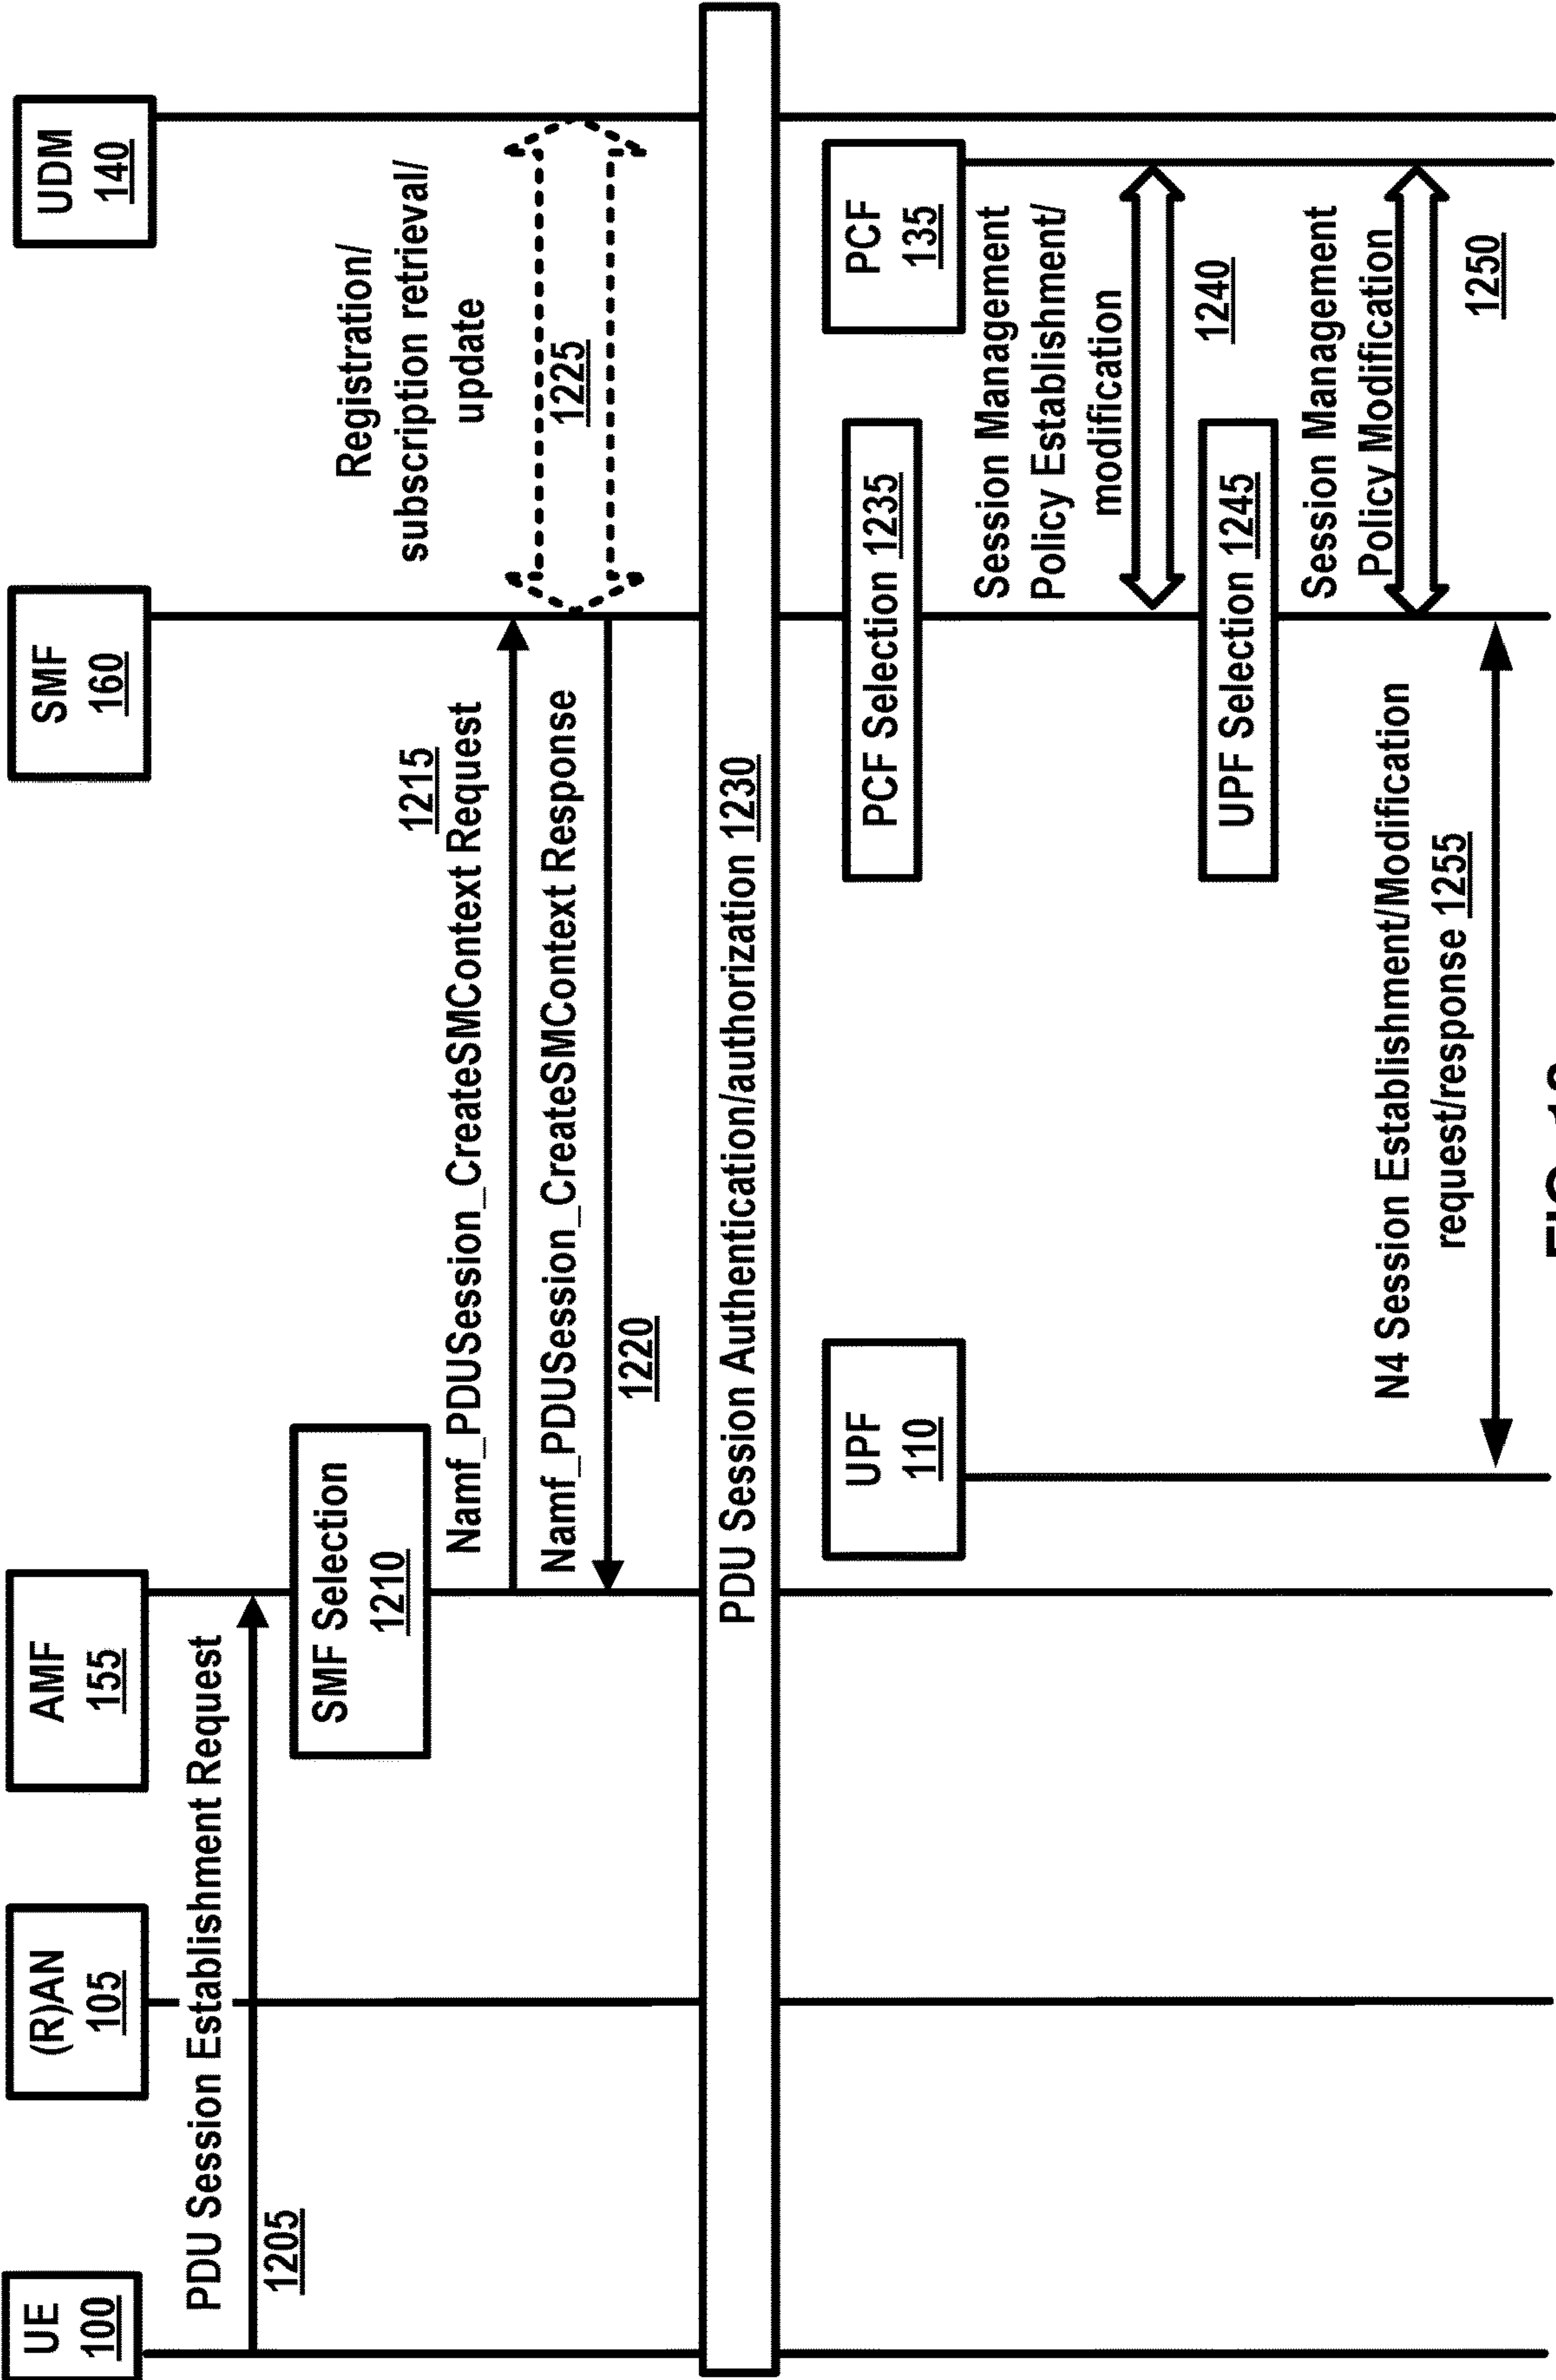 UE
100
(R)AN
105
AMF
155
SMF
160
UDM
140
PDU Session Establishment Request
1205
SMF Selection
1210
1215
Namf_PDUSession_CreateSMContext Request
Namf_PDUSession_CreateSMContext Response
1220
Registration/
subscription retrieval/
update
1225
PDU Session Authentication/authorization 1230
UPF
110
PCF
135
PCF Selection 1235
Session Management
Policy Establishment/
modification
1240
UPF Selection 1245
Session Management
Policy Modification
1250
N4 Session Establishment/Modification
request/response 1255